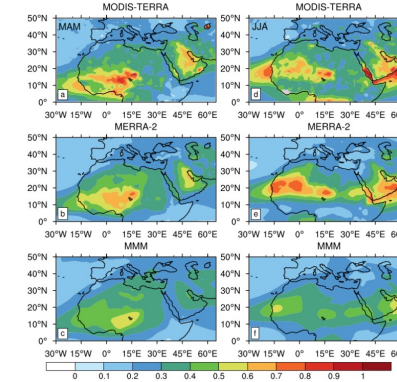 MODIS-TERRA MODIS-TERRA
50°N MAM 50°N JJA
40°N 40°N
30°N 30°N
20°N 20°N
10°N 10°N
0° a 0° d
30°W 15°W 0° 15°E 30°E 45°E 60°E 30°W 15°W 0° 15°E 30°E 45°E 60
MERRA-2 MERRA-2
50°N 50°N
40°N 40°N
30°N 30°N
20°N 20°N
10°N 10°N
0° b 0° e
30°W 15°W 0° 15°E 30°E 45°E 60°E 30°W 15°W 0° 15°E 30°E 45°E 60
MMM MMM
50°N 50°N
40°N 40°N
30°N 30°N
20°N 20°N
10°N 10°N
0° c 0° f
30°W 15°W 0° 15°E 30°E 45°E 60°E 30°W 15°W 0° 15°E 30°E 45°E 60
0 0.1 0.2 0.3 0.4 0.5 0.6 0.7 0.8 0.9 1